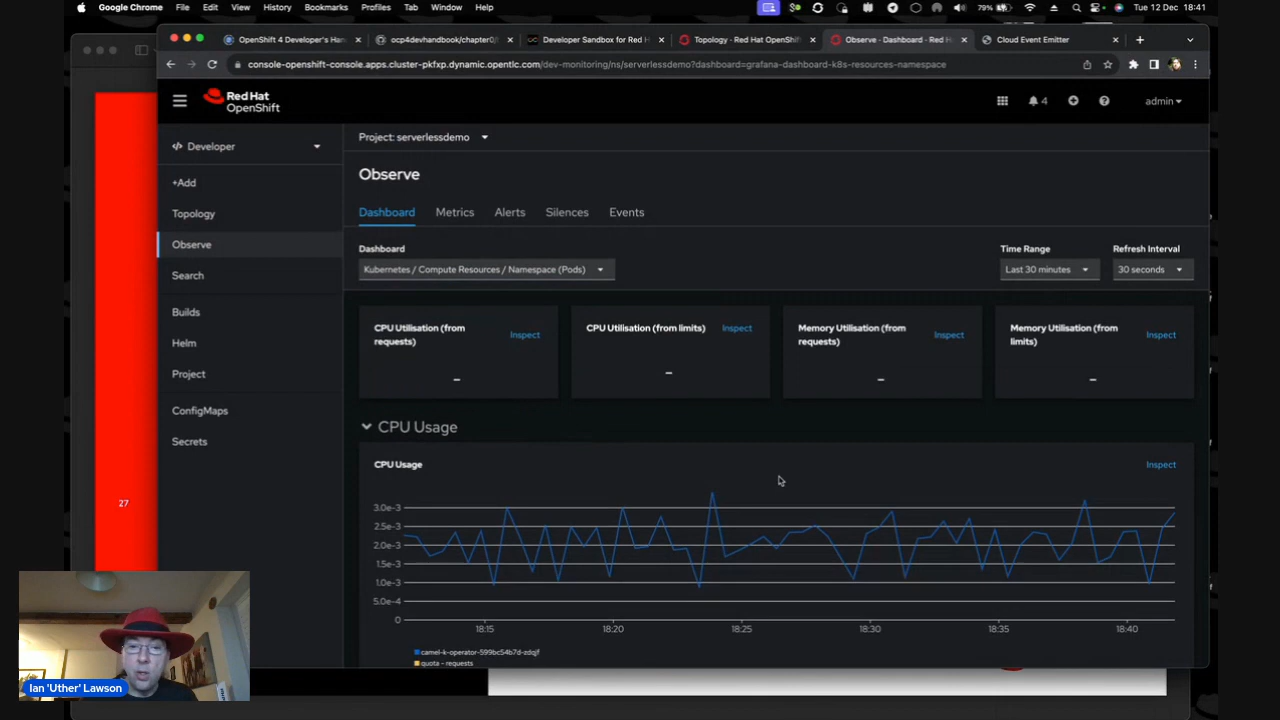 Google Chrome File Edit View History Bookmarks Profiles Tab Window Help 79% Tue 12 Dec 18:41
OpenShift 4 Developer's Han ocp4devhandbook/chapter0 Developer Sandbox for Red H Topology - Red Hat OpenShift Observe - Dashboard - Red H Cloud Event Emitter
console-openshift-console.apps.cluster-pkfxp.dynamic.opentlc.com/dev-monitoring/ns/serverlessdemo?dashboard=grafana-dashboard-k8s-resources-namespace
Red Hat
OpenShift
4
admin
Developer
+Add
Topology
Observe
Search
Builds
Helm
Project
ConfigMaps
Secrets
Project: serverlessdemo
Observe
Dashboard Metrics Alerts Silences Events
Dashboard
Kubernetes / Compute Resources / Namespace (Pods)
Time Range
Last 30 minutes
Refresh Interval
30 seconds
CPU Utilisation (from
requests)
Inspect
–
CPU Utilisation (from limits)
Inspect
–
Memory Utilisation (from
requests)
Inspect
–
Memory Utilisation (from
limits)
Inspect
–
CPU Usage
CPU Usage
Inspect
3.0e-3
2.5e-3
2.0e-3
1.5e-3
1.0e-3
5.0e-4
0
18:15 18:20 18:25 18:30 18:35 18:40
camel-k-operator-599bc54b7d-zdqjf
quota - requests
27
Ian 'Uther' Lawson